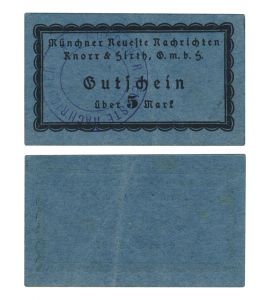 Münchner Neueste Nachrichten
Knorr & Hirth, G.m.b.H.
Gutschein
über 5 Mark